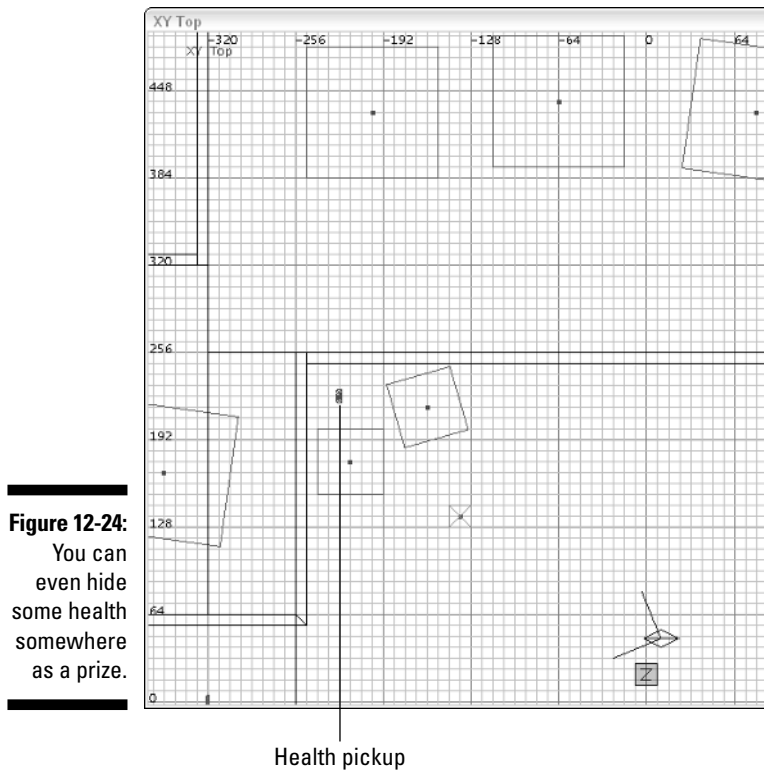 XY Top
-320 -256 -192 -128 -64 0 64
XY Top
448
384
320
256
192
128
64
0
Z
Figure 12-24:
You can
even hide
some health
somewhere
as a prize.
Health pickup